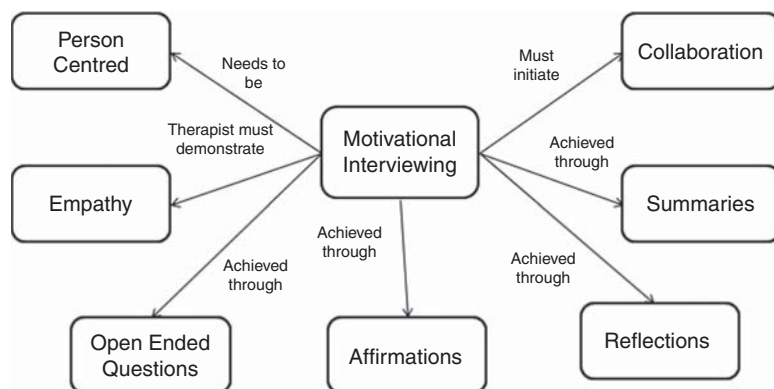 Person
Centred
Needs to
be
Must
initiate
Collaboration
Therapist must
demonstrate
Motivational
Interviewing
Achieved
through
Empathy
Summaries
Achieved
through
Achieved
through
Achieved
through
Open Ended
Questions
Affirmations
Reflections